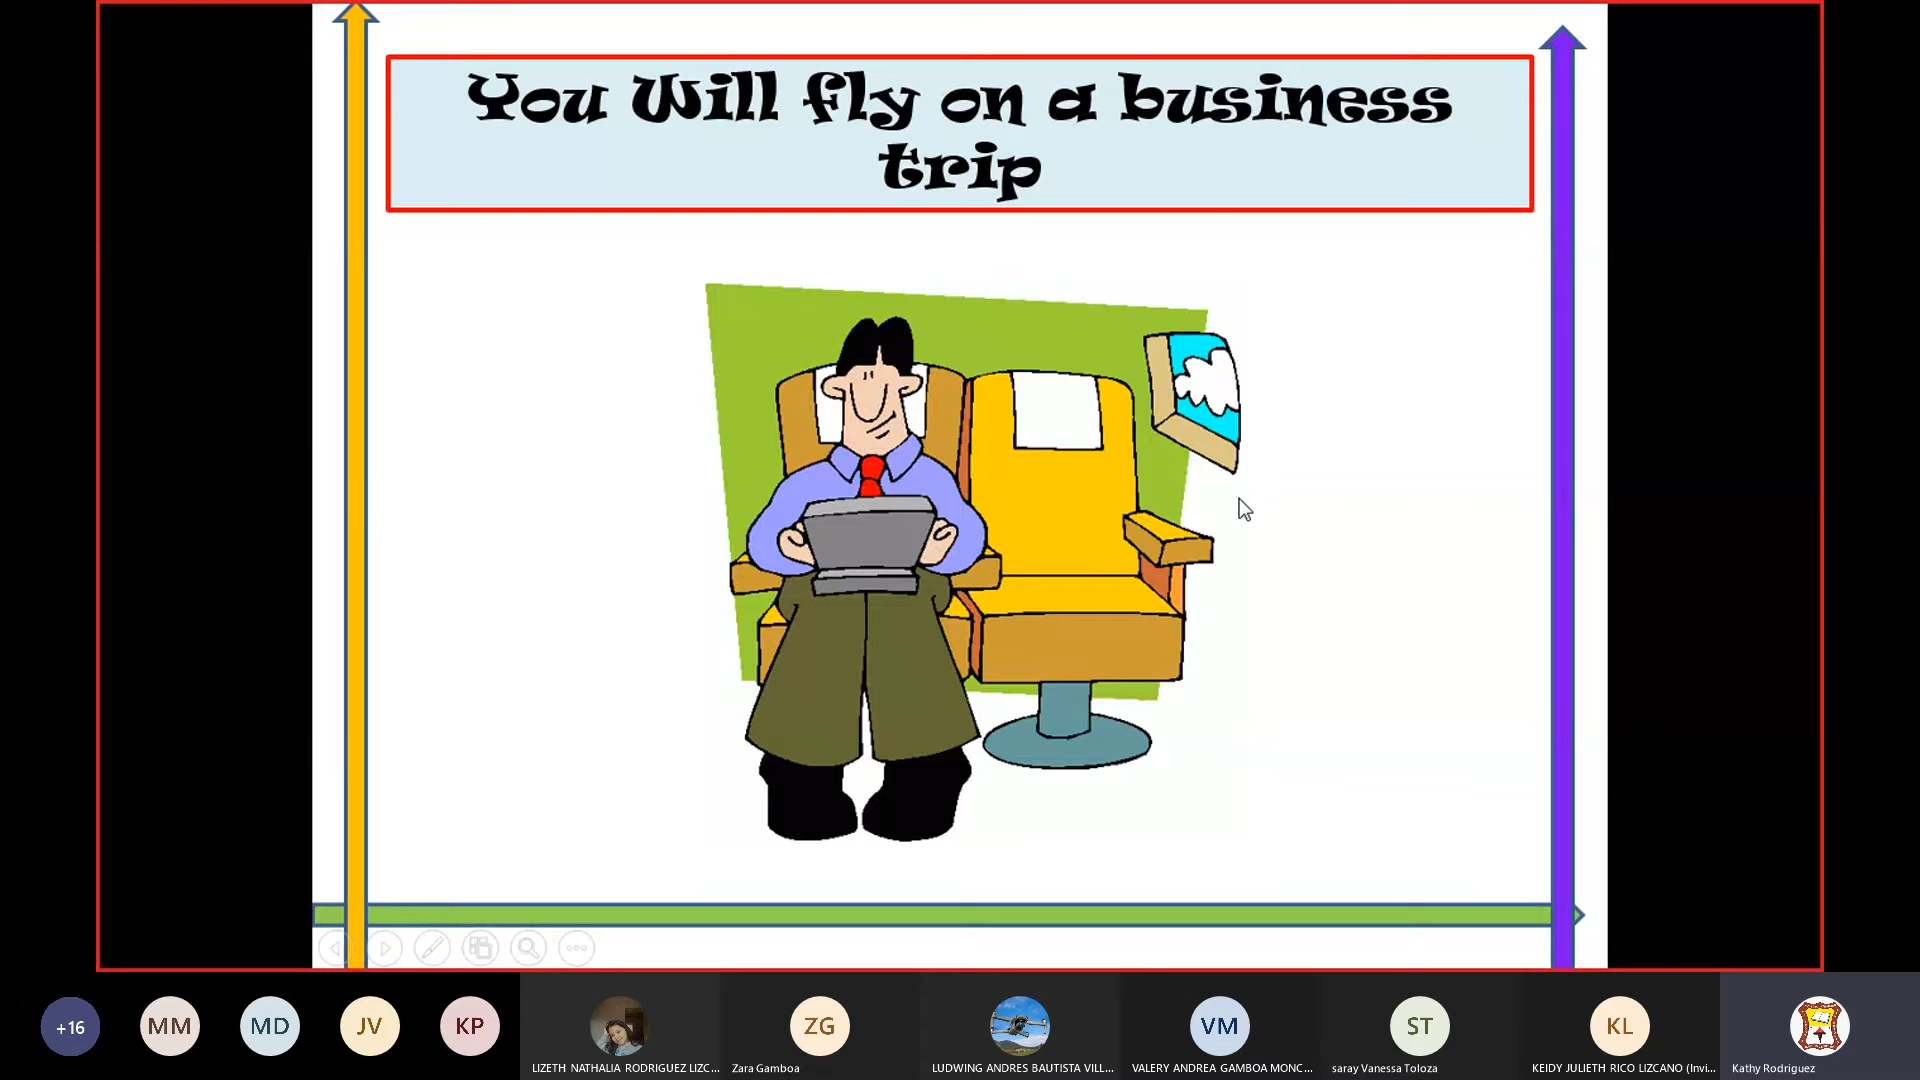 You Will fly on a business
trip
+16
MM
MD
JV
KP
ZG
VM
ST
KL
LIZETH NATHALIA RODRIGUEZ LIZC...
Zara Gamboa
LUDWING ANDRES BAUTISTA VILL...
VALERY ANDREA GAMBOA MONC...
saray Vanessa Toloza
KEIDY JULIETH RICO LIZCANO (Invi...
Kathy Rodriguez